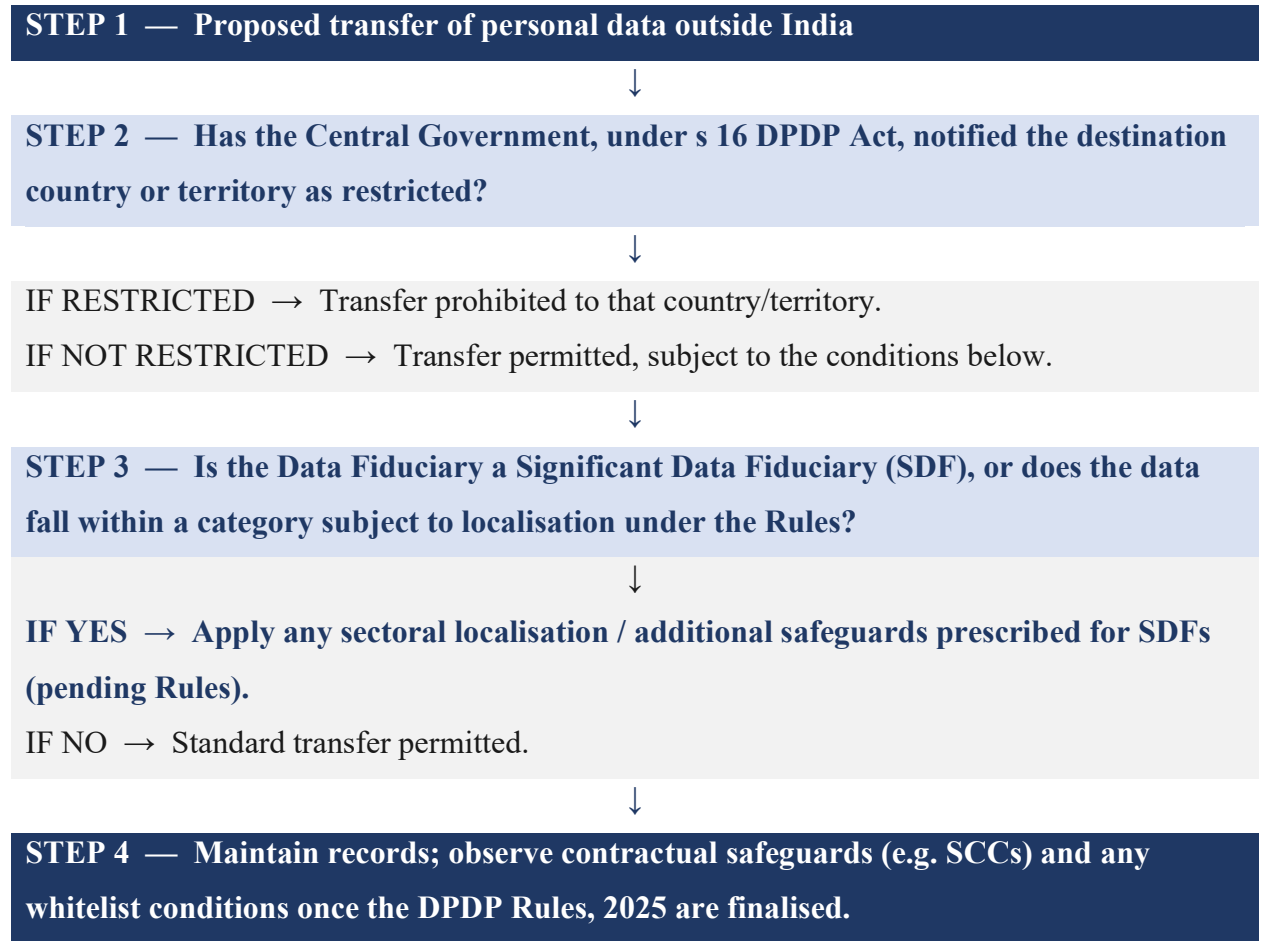 STEP 1 — Proposed transfer of personal data outside India
↓
STEP 2 — Has the Central Government, under s 16 DPDP Act, notified the destination
country or territory as restricted?
↓
IF RESTRICTED → Transfer prohibited to that country/territory.
IF NOT RESTRICTED → Transfer permitted, subject to the conditions below.
↓
STEP 3 — Is the Data Fiduciary a Significant Data Fiduciary (SDF), or does the data
fall within a category subject to localisation under the Rules?
↓
IF YES → Apply any sectoral localisation / additional safeguards prescribed for SDFs
(pending Rules).
IF NO → Standard transfer permitted.
↓
STEP 4 — Maintain records; observe contractual safeguards (e.g. SCCs) and any
whitelist conditions once the DPDP Rules, 2025 are finalised.